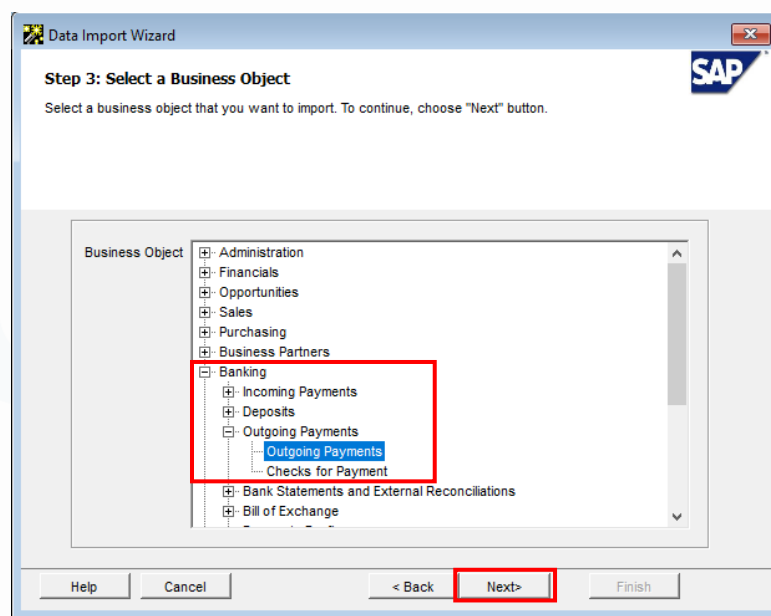 Data Import Wizard
Step 3: Select a Business Object
SAP
Select a business object that you want to import. To continue, choose "Next" button.
Business Object
Administration
Financials
Opportunities
Sales
Purchasing
Business Partners
Banking
Incoming Payments
Deposits
Outgoing Payments
Outgoing Payments
Checks for Payment
Bank Statements and External Reconciliations
Bill of Exchange
Help Cancel < Back Next> Finish